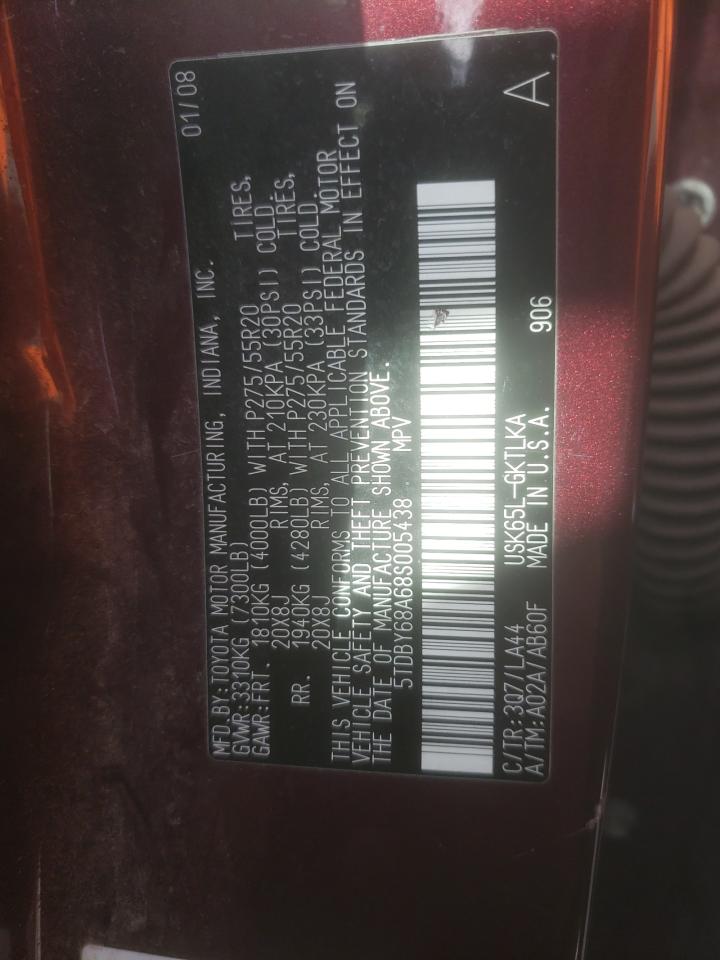 MFD.BY:TOYOTA MOTOR MANUFACTURING, INDIANA, INC. 01/08
GVWR:3310KG (7300LB)
GAWR:FRT. 1810KG (4000LB) WITH P275/55R20 TIRES,
20X8J RIMS, AT 210KPA (30PSI) COLD.
RR. 1940KG (4280LB) WITH P275/55R20 TIRES,
20X8J RIMS, AT 230KPA (33PSI) COLD.
THIS VEHICLE CONFORMS TO ALL APPLICABLE FEDERAL MOTOR
VEHICLE SAFETY AND THEFT PREVENTION STANDARDS IN EFFECT ON
THE DATE OF MANUFACTURE SHOWN ABOVE.
5TDBY68A68S005438 MPV
C/TR:3Q7/LA44 USK65L-GKTLKA 906 A
A/TM:A02A/AB60F MADE IN U.S.A.